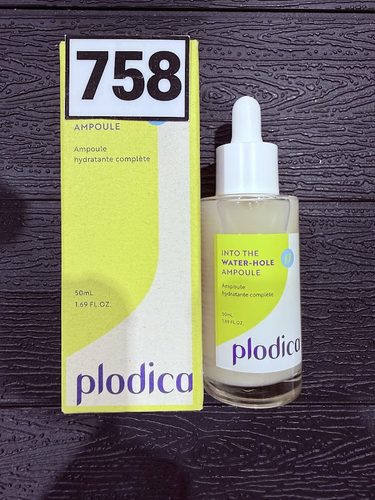 758
AMPOULE
Ampoule
hydratante complète
50mL
1.69 FL.OZ.
plodica
INTO THE
WATER-HOLE
AMPOULE
Ampoule
hydratante complète
50mL
1.69 FL.OZ.
plodica